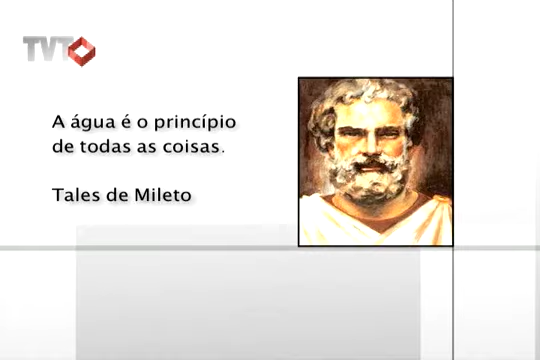 TVT
A água é o princípio
de todas as coisas.
Tales de Mileto